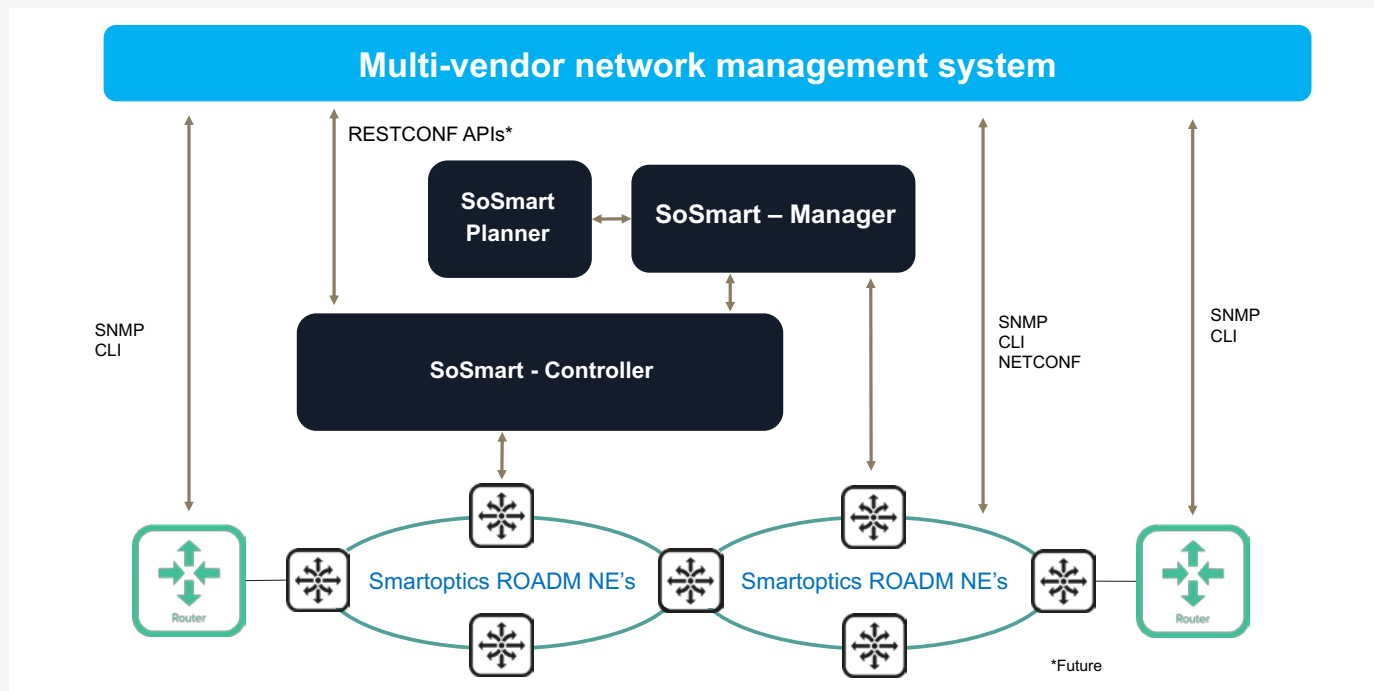 Multi-vendor network management system
RESTCONF APIs*
SoSmart
Planner
SoSmart – Manager
SNMP
CLI
SoSmart - Controller
SNMP
CLI
NETCONF
SNMP
CLI
Smartoptics ROADM NE’s
Smartoptics ROADM NE’s
Router
Router
*Future